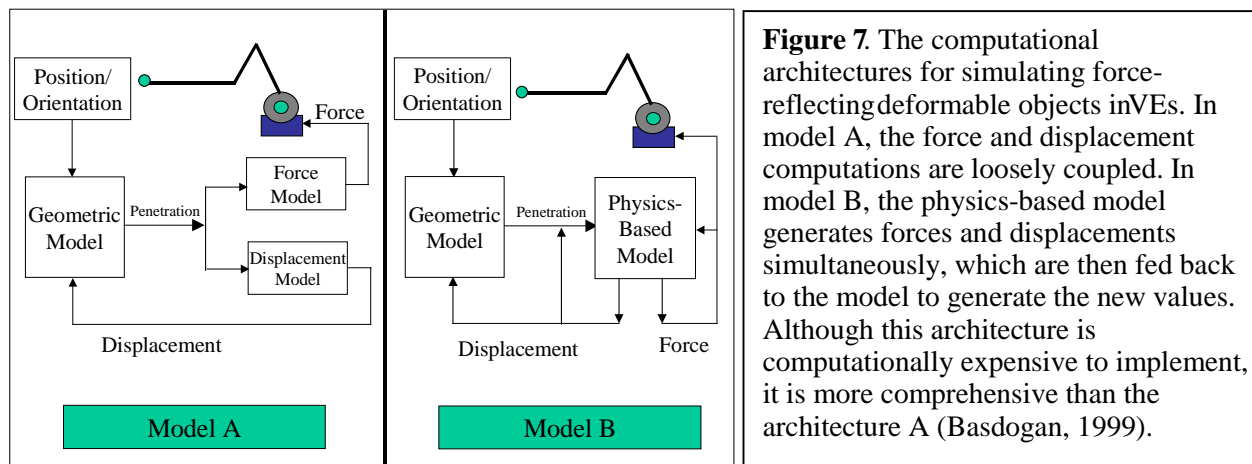 Position/
Orientation
Force
Force
Model
Geometric
Model
Penetration
Displacement
Model
Displacement
Model A
Position/
Orientation
Geometric
Model
Penetration
Physics-
Based
Model
Displacement
Force
Model B
Figure 7. The computational
architectures for simulating force-
reflectingdeformable objects inVEs. In
model A, the force and displacement
computations are loosely coupled. In
model B, the physics-based model
generates forces and displacements
simultaneously, which are then fed back
to the model to generate the new values.
Although this architecture is
computationally expensive to implement,
it is more comprehensive than the
architecture A (Basdogan, 1999).